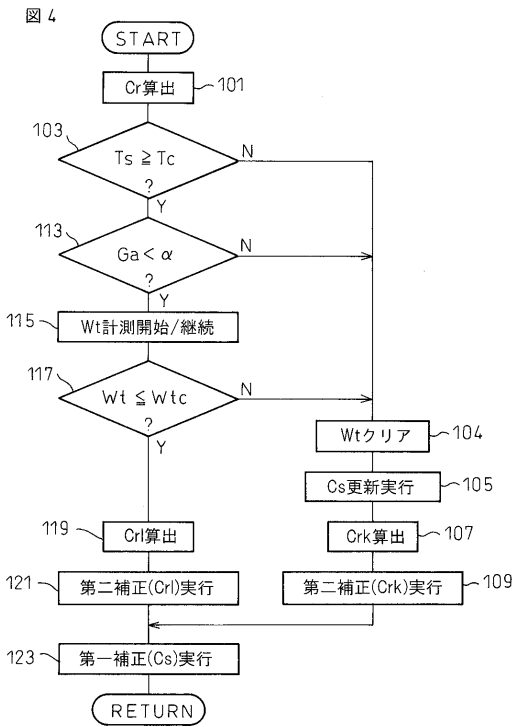 図4
START
Cr算出
101
103
Ts ≧ Tc
?
N
Y
113
Ga < α
?
N
Y
115
Wt計測開始/継続
117
Wt ≦ Wtc
?
N
Y
Wtクリア
104
Cs更新実行
105
119
Crl算出
Crk算出
107
121
第二補正(Crl)実行
第二補正(Crk)実行
109
123
第一補正(Cs)実行
RETURN